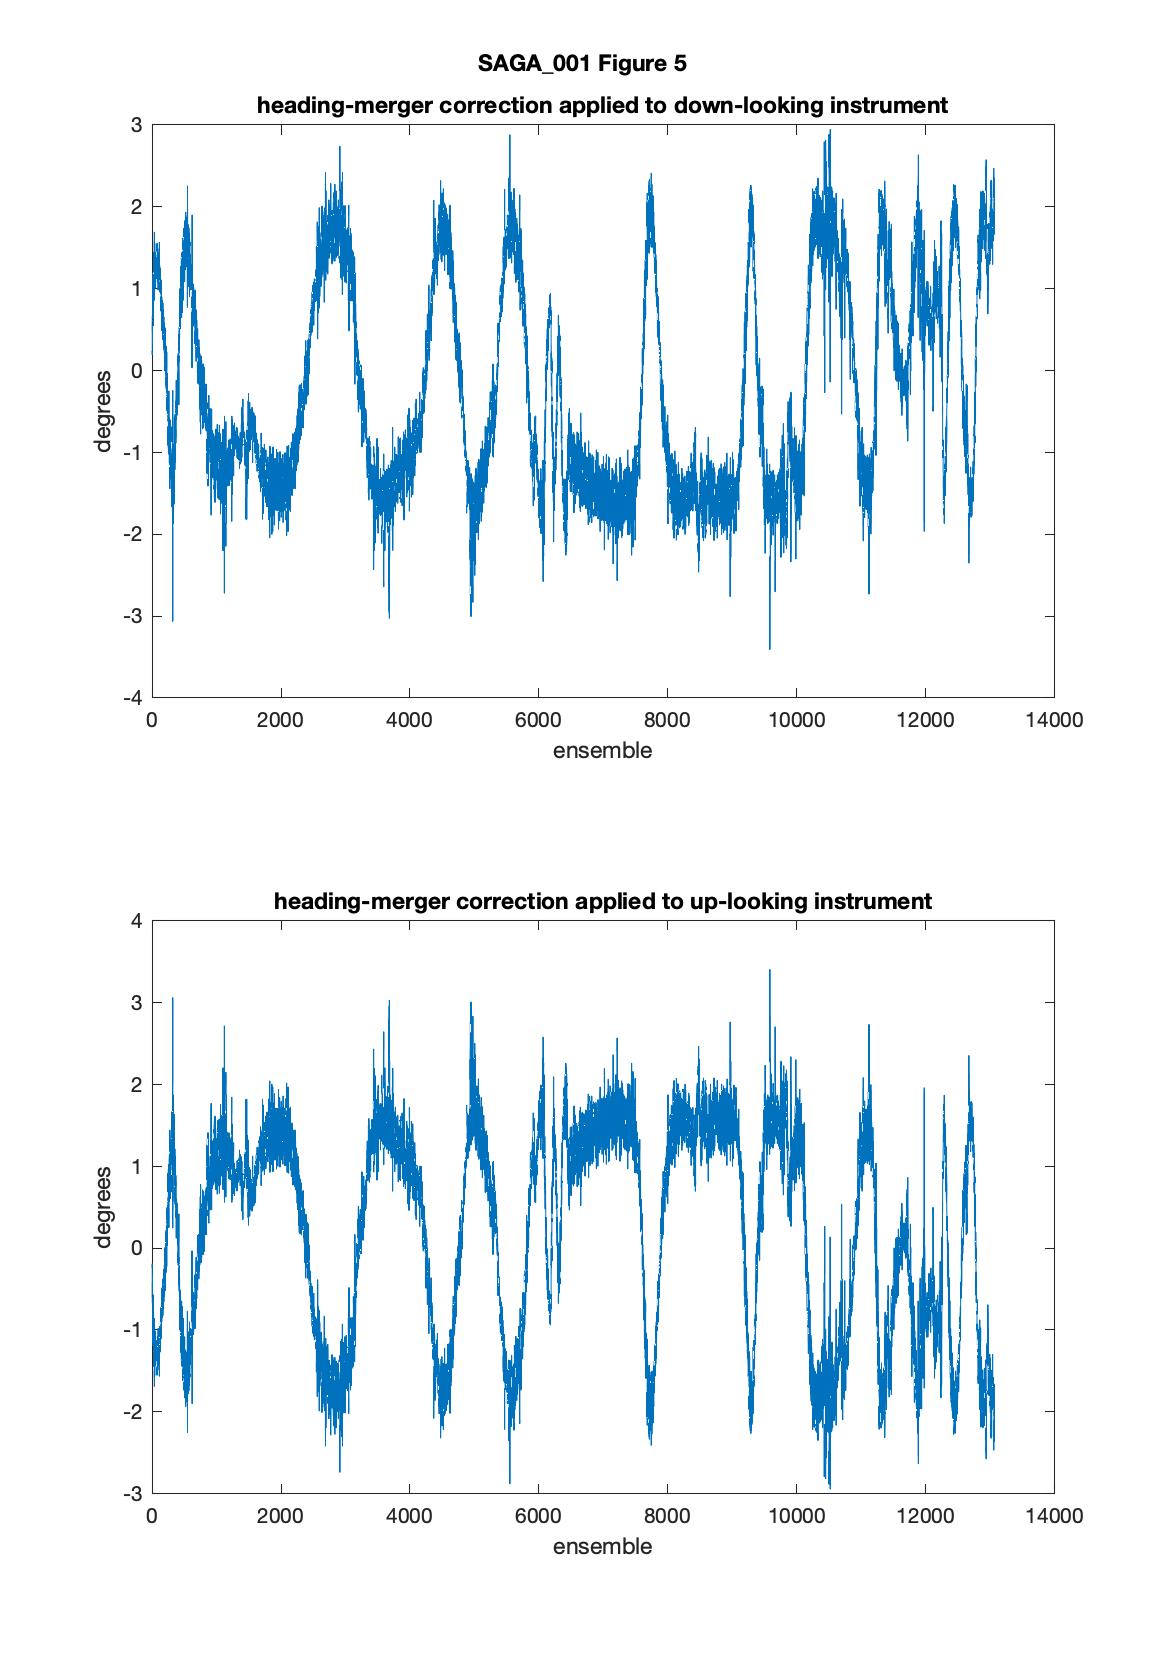 SAGA_001 Figure 5
heading-merger correction applied to down-looking instrument
3
2
1
0
-1
-2
-3
-4
degrees
0 2000 4000 6000 8000 10000 12000 14000
ensemble
heading-merger correction applied to up-looking instrument
4
3
2
1
0
-1
-2
-3
degrees
0 2000 4000 6000 8000 10000 12000 14000
ensemble